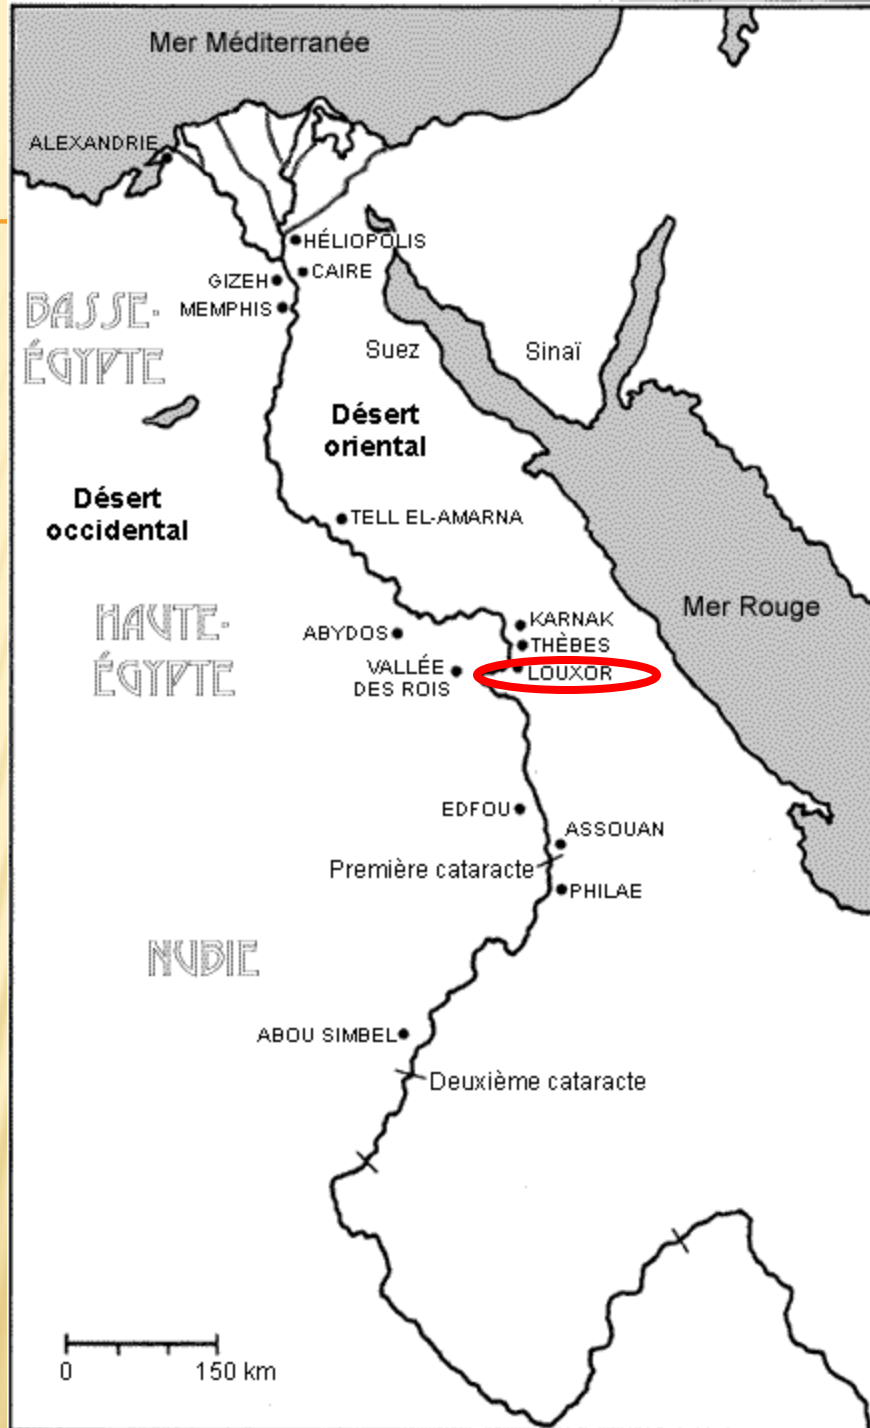 Mer Méditerranée
ALEXANDRIE
HÉLIOPOLIS
CAIRE
GIZEH
MEMPHIS
BASSE-
ÉGYPTE
Suez
Sinaï
Désert
oriental
Désert
occidental
TELL EL-AMARNA
HAUTE-
ÉGYPTE
Mer Rouge
KARNAK
ABYDOS
THÈBES
VALLÉE
DES ROIS
LOUXOR
EDFOU
ASSOUAN
Première cataracte
PHILAE
NUBIE
ABOU SIMBEL
Deuxième cataracte
0
150 km